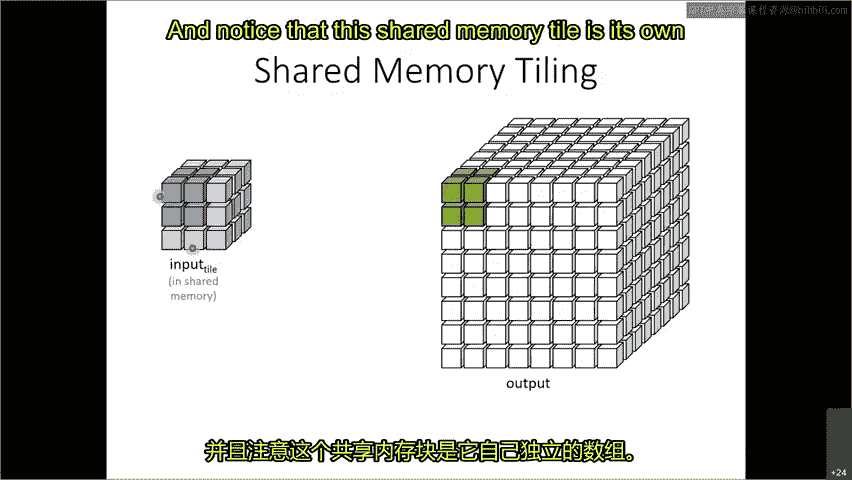 And notice that this shared memory tile is its own
Shared Memory Tiling
input tile
(in shared
memory)
output
并且注意这个共享内存块是它自己独立的数组。
+24